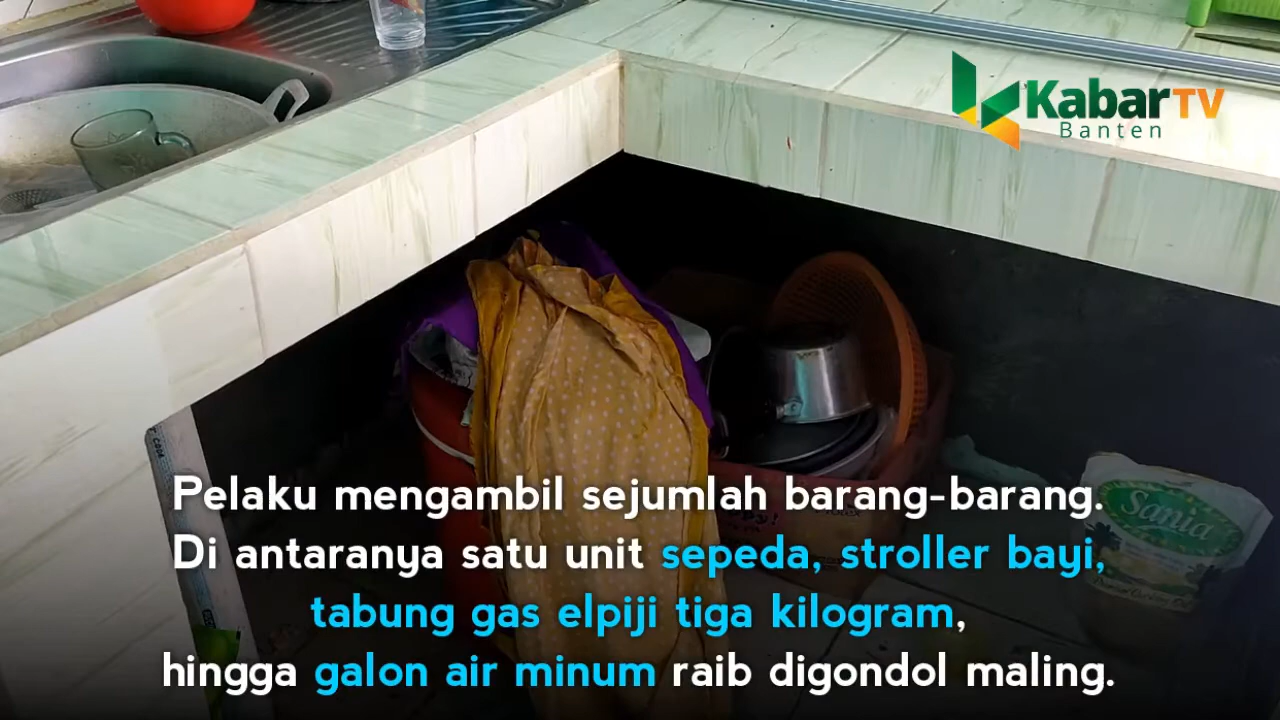 KabarTV
Banten
Pelaku mengambil sejumlah barang-barang.
Di antaranya satu unit sepeda, stroller bayi,
tabung gas elpiji tiga kilogram,
hingga galon air minum raib digondol maling.
Sania